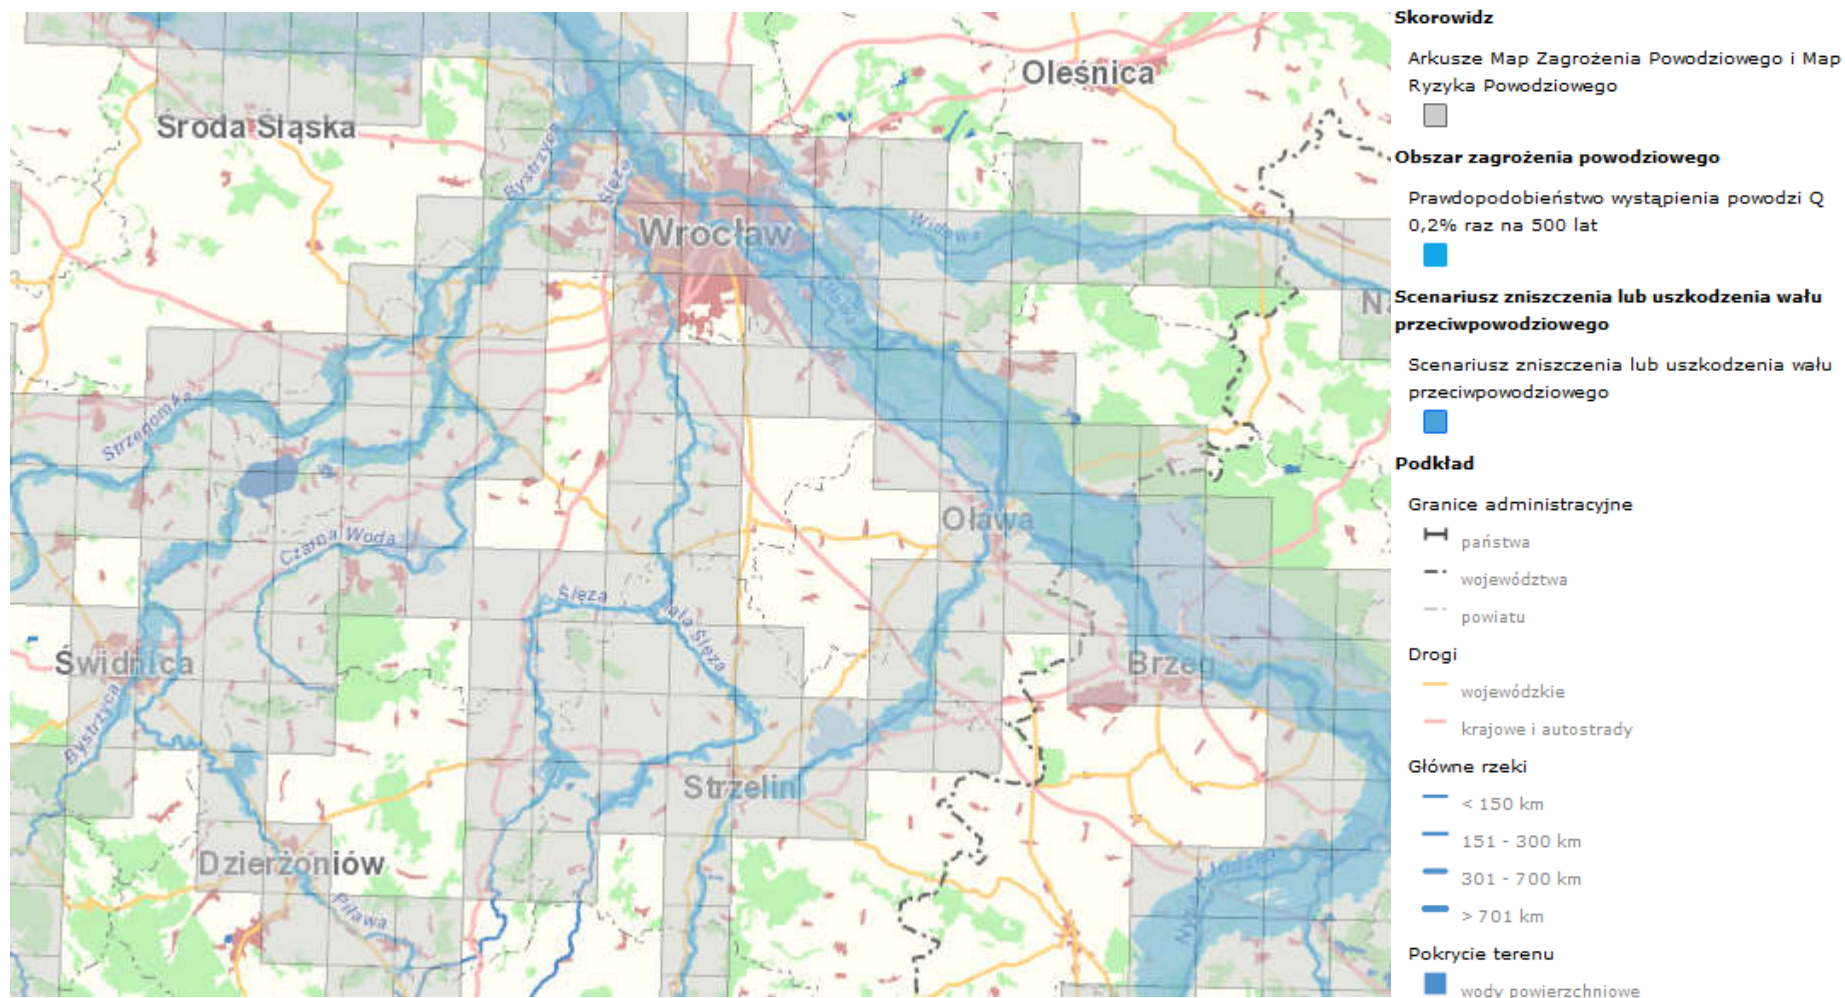 Oleśnica
Środa Śląska
Bystrzyca
Ślęza
Wrocław
Widawa
Oława
Strzegomka
Oława
Czarna Woda
Ślęza
Mała Ślęza
Świdnica
Brzeg
Bystrzyca
Strzelin
Dzierżoniów
Piława
Skorowidz
Arkusze Map Zagrożenia Powodziowego i Map
Ryzyka Powodziowego
Obszar zagrożenia powodziowego
Prawdopodobieństwo wystąpienia powodzi Q
0,2% raz na 500 lat
Scenariusz zniszczenia lub uszkodzenia wału
przeciwpowodziowego
Scenariusz zniszczenia lub uszkodzenia wału
przeciwpowodziowego
Podkład
Granice administracyjne
państwa
województwa
powiatu
Drogi
wojewódzkie
krajowe i autostrady
Główne rzeki
< 150 km
151 - 300 km
301 - 700 km
> 701 km
Pokrycie terenu
wody powierzchniowe